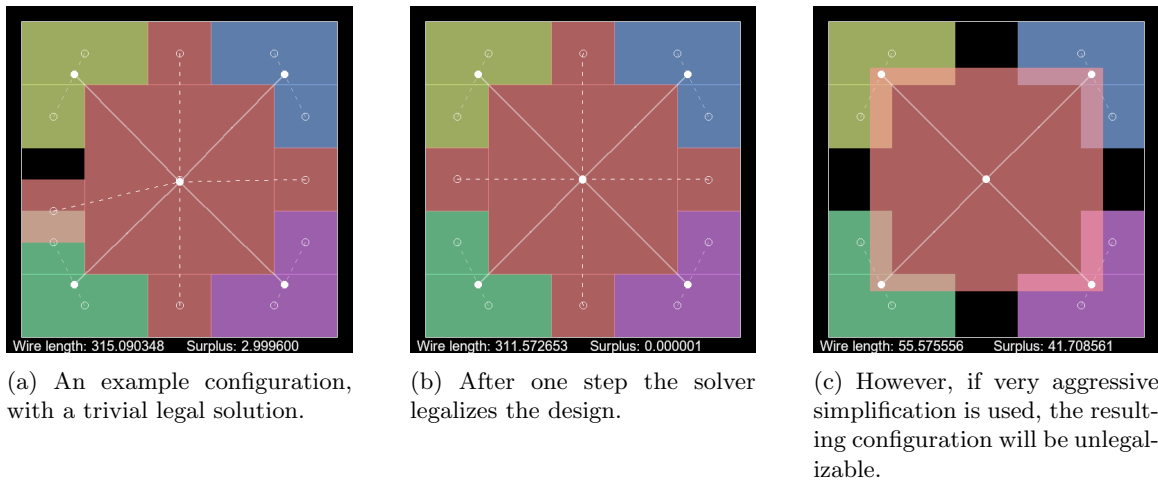 Wire length: 315.090348 Surplus: 2.999600
(a) An example configuration,
with a trivial legal solution.
Wire length: 311.572653 Surplus: 0.000001
(b) After one step the solver
legalizes the design.
Wire length: 55.575556 Surplus: 41.708561
(c) However, if very aggressive
simplification is used, the result-
ing configuration will be unlegal-
izable.